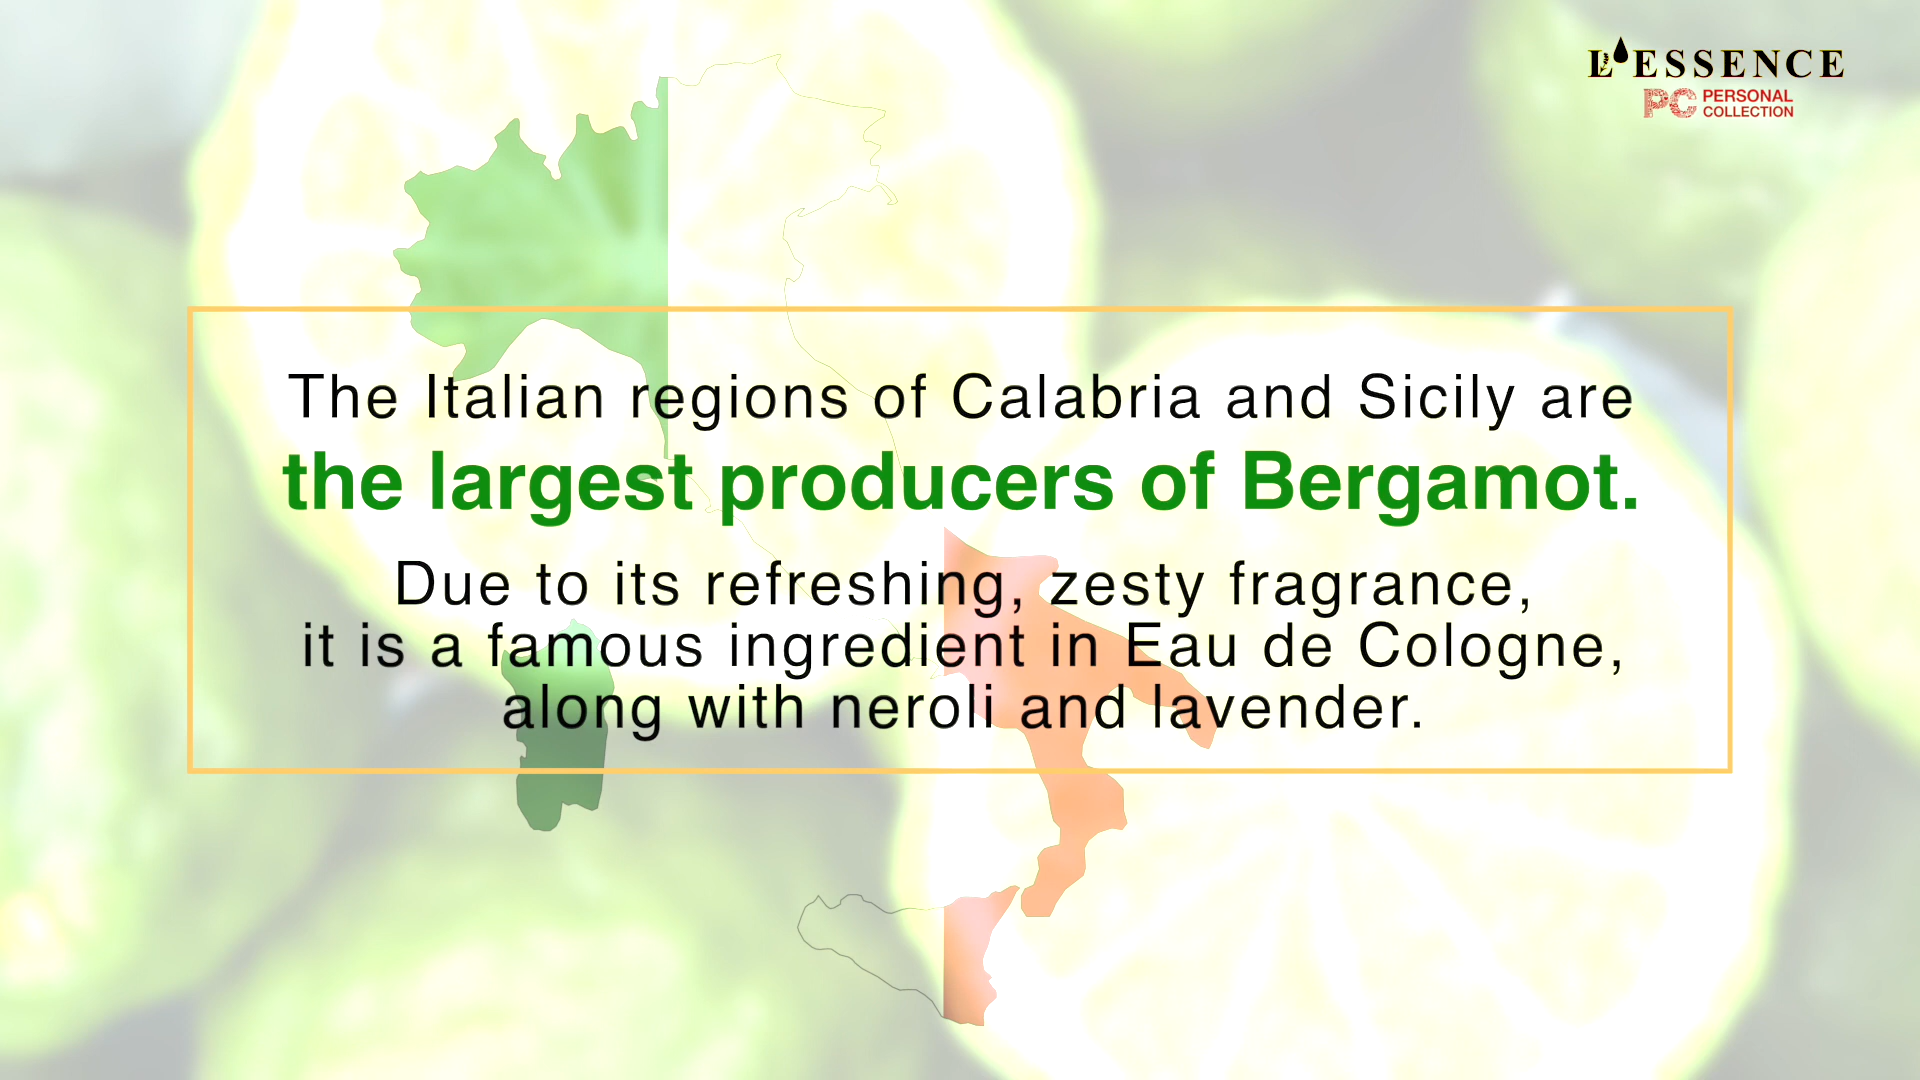 L'ESSENCE
PC PERSONAL
COLLECTION
The Italian regions of Calabria and Sicily are
the largest producers of Bergamot.
Due to its refreshing, zesty fragrance,
it is a famous ingredient in Eau de Cologne,
along with neroli and lavender.